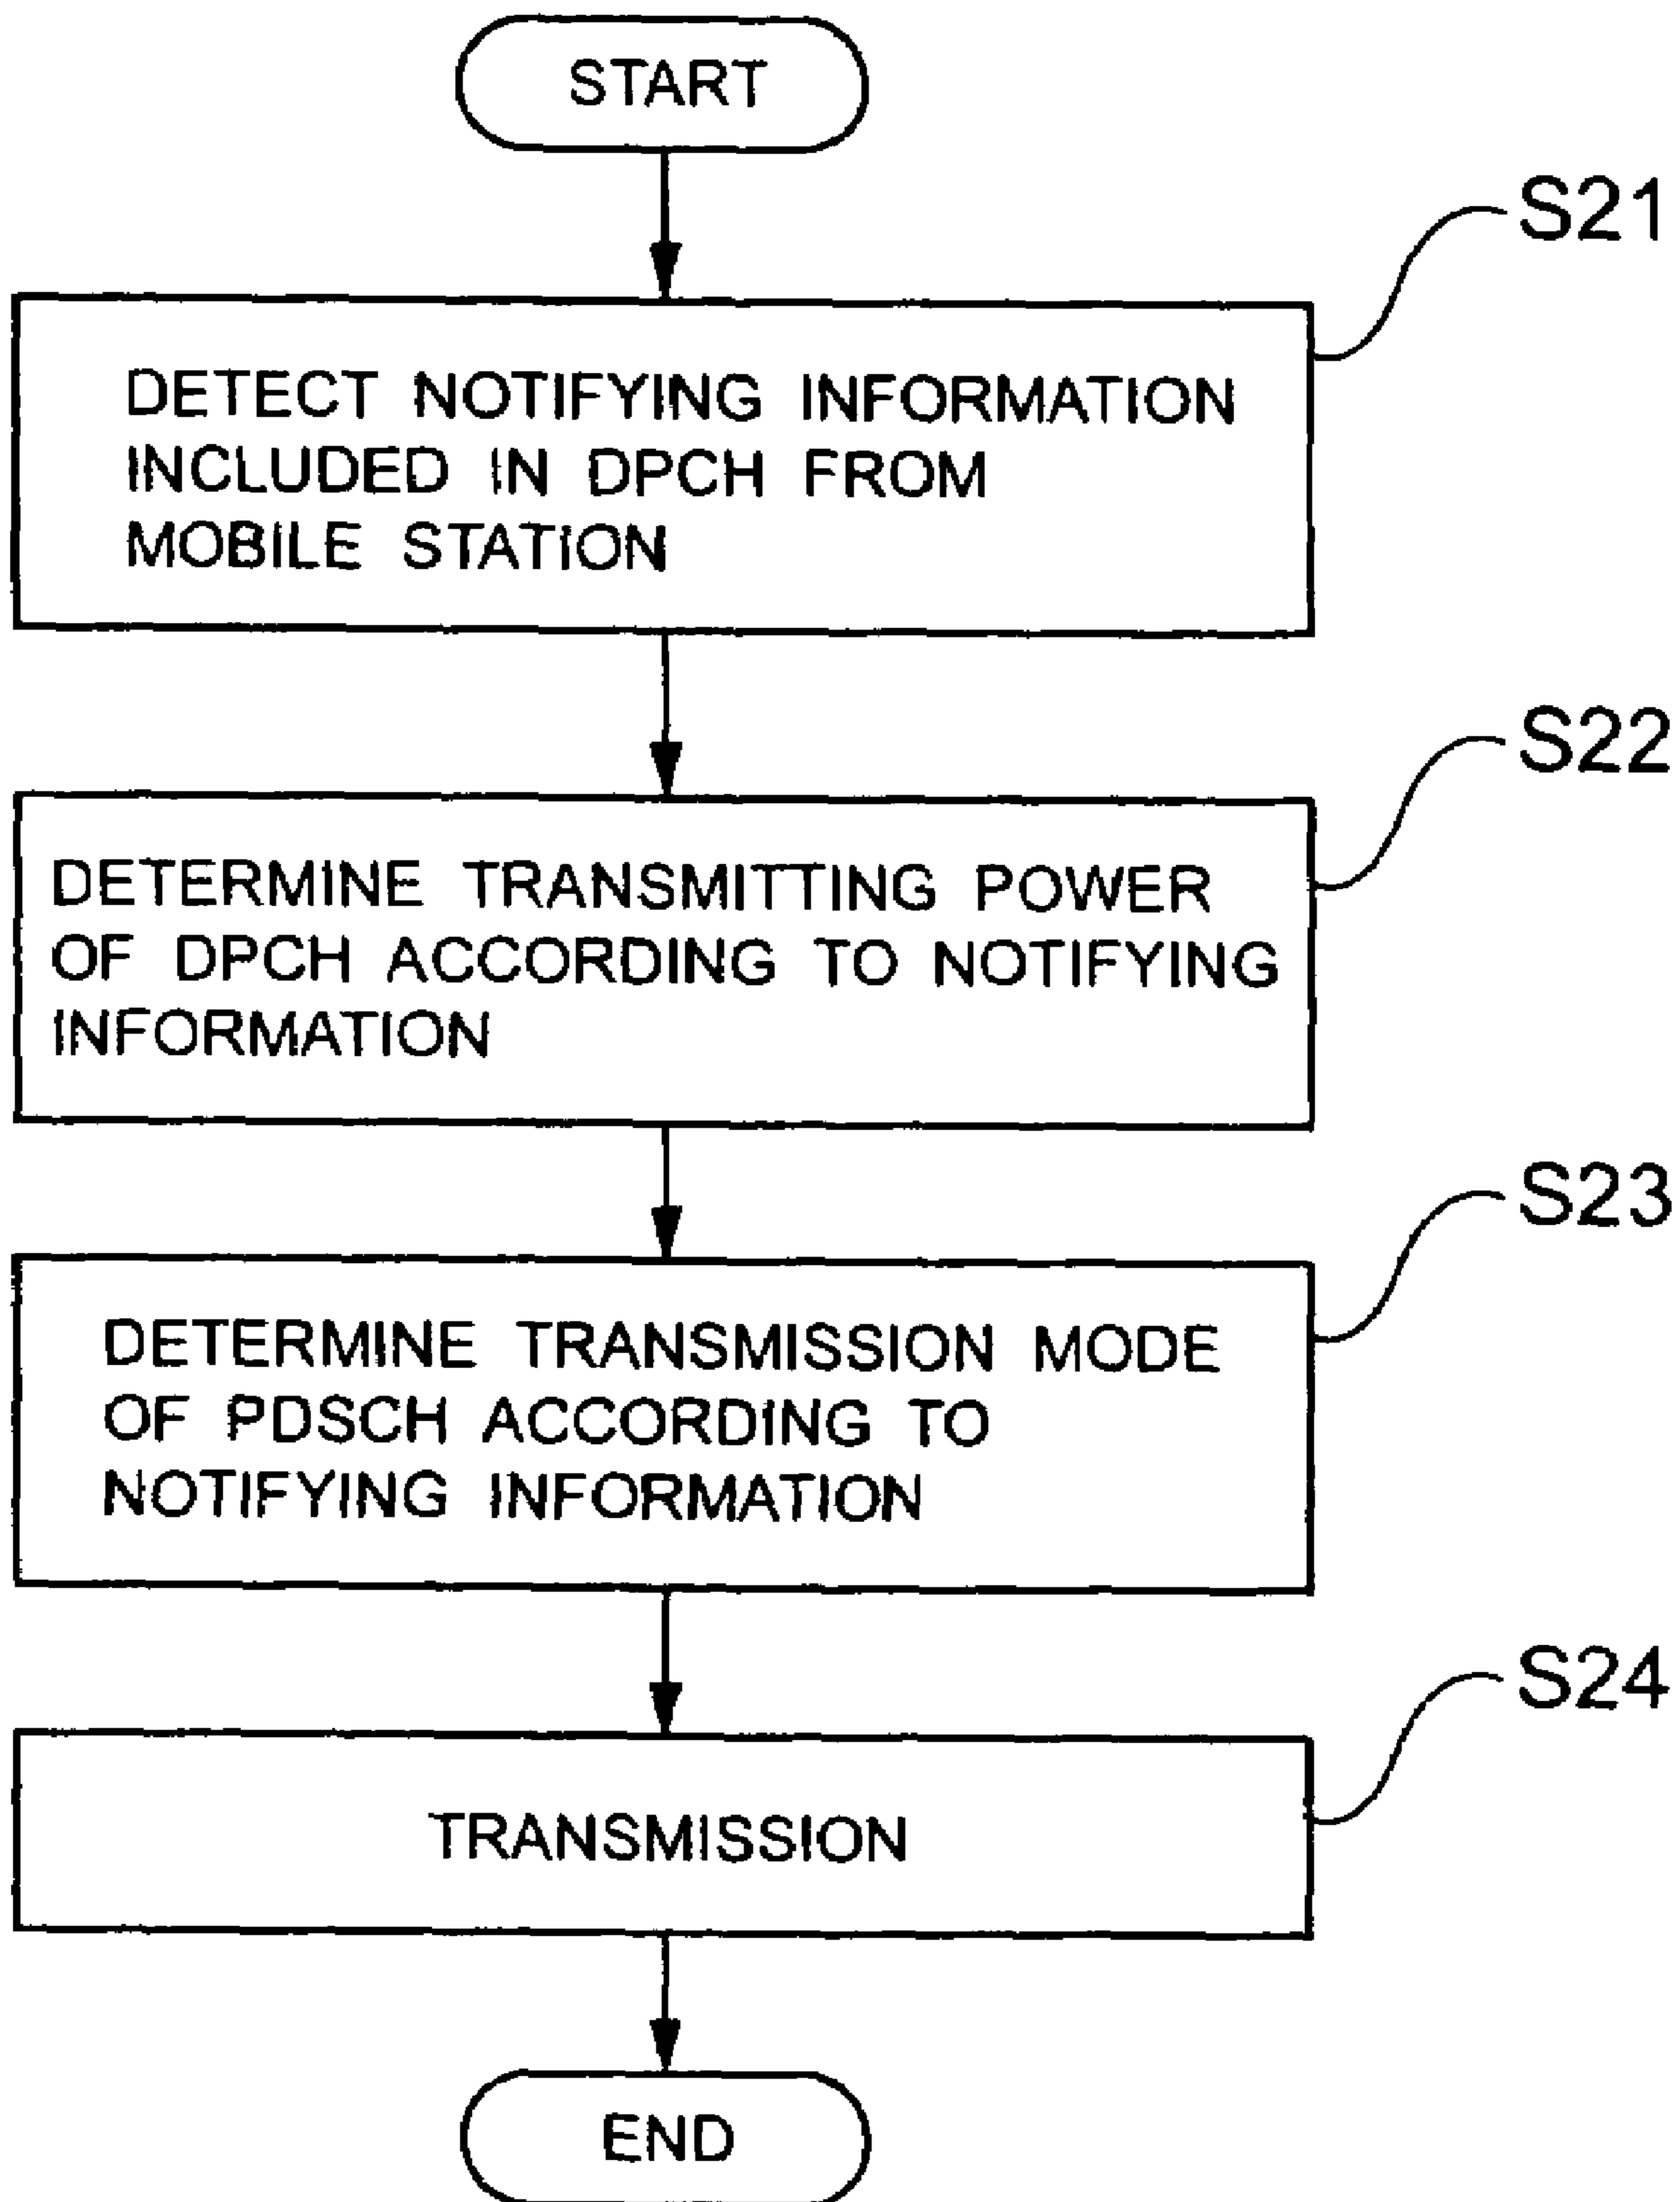 START
S21
DETECT NOTIFYING INFORMATION
INCLUDED IN DPCH FROM
MOBILE STATION
S22
DETERMINE TRANSMITTING POWER
OF DPCH ACCORDING TO NOTIFYING
INFORMATION
S23
DETERMINE TRANSMISSION MODE
OF PDSCH ACCORDING TO
NOTIFYING INFORMATION
S24
TRANSMISSION
END